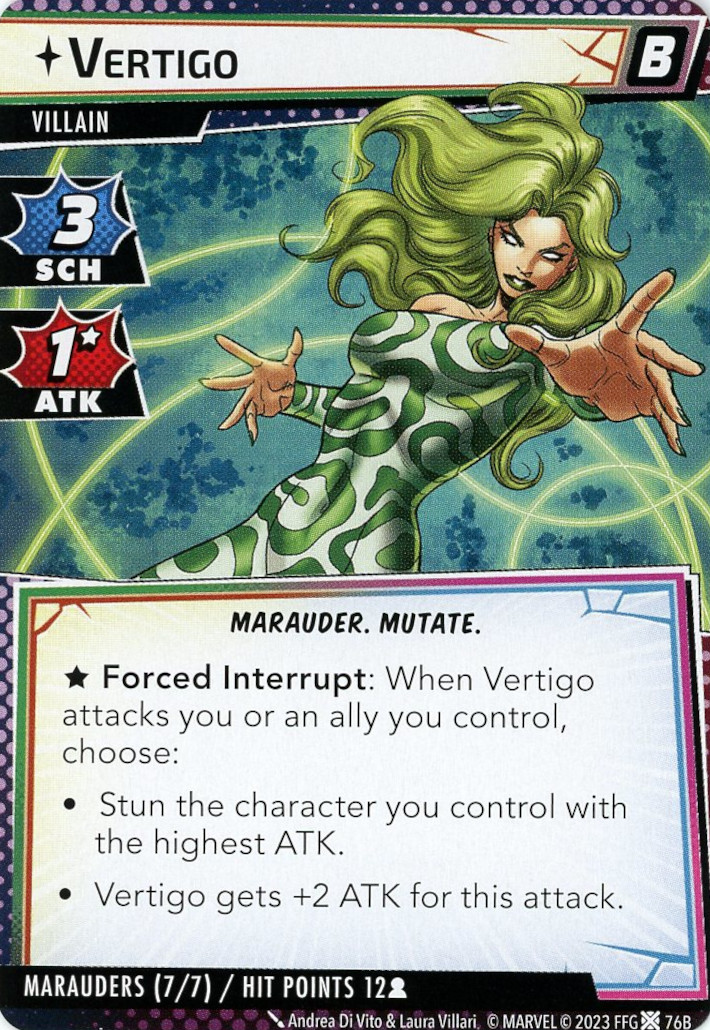 VERTIGO
B
VILLAIN
3
SCH
1
ATK
MARAUDER. MUTATE.
★ Forced Interrupt: When Vertigo
attacks you or an ally you control,
choose:
• Stun the character you control with
the highest ATK.
• Vertigo gets +2 ATK for this attack.
MARAUDERS (7/7) / HIT POINTS 12
Andrea Di Vito & Laura Villari. © MARVEL © 2023 FFG 76B